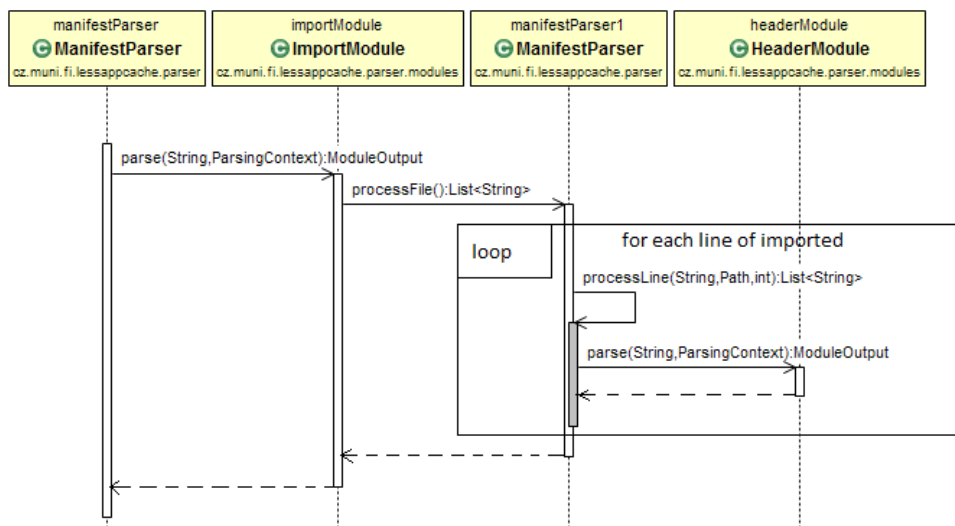 manifestParser
C ManifestParser
cz.muni.fi.lessappcache.parser
importModule
C ImportModule
cz.muni.fi.lessappcache.parser.modules
manifestParser1
C ManifestParser
cz.muni.fi.lessappcache.parser
headerModule
C HeaderModule
cz.muni.fi.lessappcache.parser.modules
parse(String,ParsingContext):ModuleOutput
processFile():List<String>
loop
for each line of imported
processLine(String,Path,int):List<String>
parse(String,ParsingContext):ModuleOutput